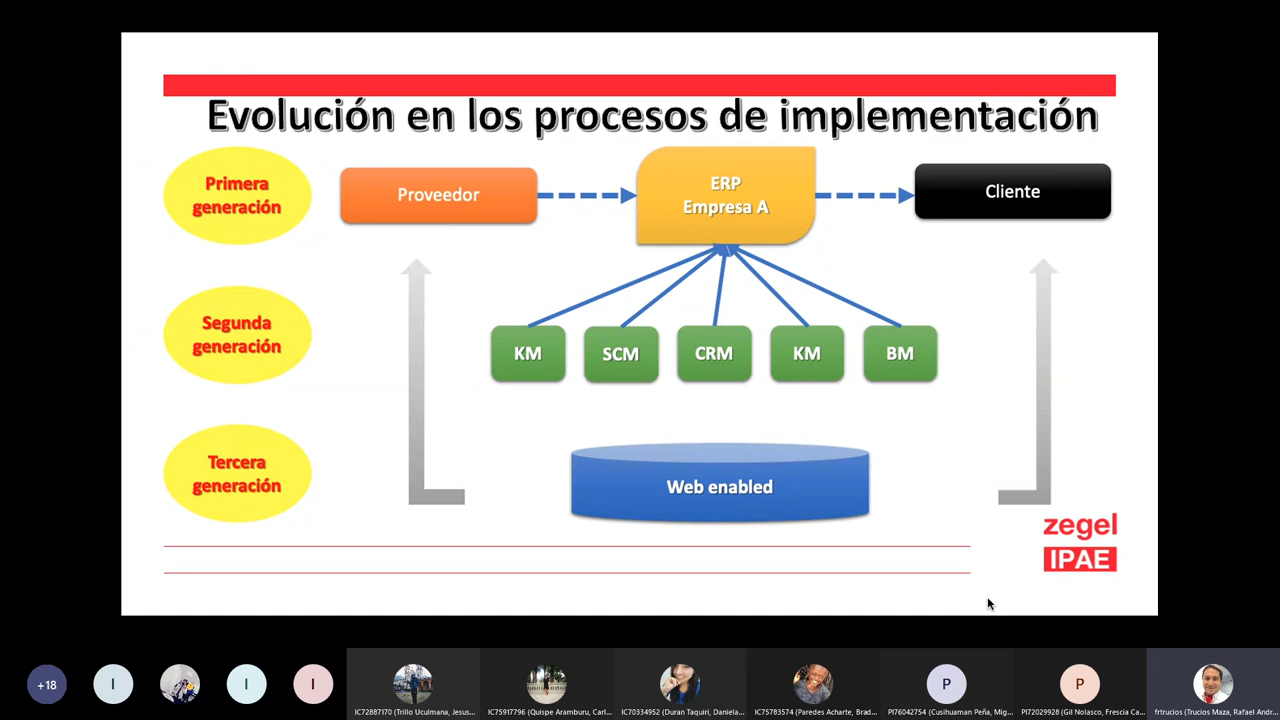 Evolución en los procesos de implementación
Primera
generación
Proveedor
ERP
Empresa A
Cliente
Segunda
generación
KM
SCM
CRM
KM
BM
Tercera
generación
Web enabled
zegel
IPAE
+18
I
I
I
P
P
IC72887170 (Trillo Uculmana, Jesus...
IC75917796 (Quispe Aramburu, Carl...
IC70334952 (Duran Taquiri, Daniela...
IC75783574 (Paredes Acharte, Brad...
PI76042754 (Cusihuaman Peña, Mig...
PI72029928 (Gil Nolasco, Frescia Ca...
frtrucios (Trucios Maza, Rafael Andr...